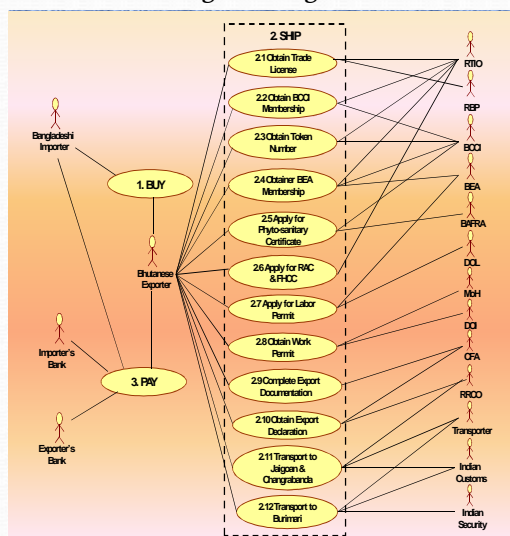 2. SHIP
2.1 Obtain Trade
License
2.2 Obtain BCCI
Membership
2.3 Obtain Token
Number
2.4 Obtainer BEA
Membership
2.5 Apply for
Phyto-sanitary
Certificate
2.6 Apply for RAC
& FHCC
2.7 Apply for Labor
Permit
2.8 Obtain Work
Permit
2.9 Complete Export
Documentation
2.10 Obtain Export
Declaration
2.11 Transport to
Jaigoan &
Changrabanda
2.12 Transport to
Burimari
Bangladeshi
Importer
1. BUY
Bhutanese
Exporter
Importer's
Bank
3. PAY
Exporter's
Bank
RTIO
RBP
BCCI
BEA
BAFRA
DOL
MoH
DOI
CFA
RRCO
Transporter
Indian
Customs
Indian
Security